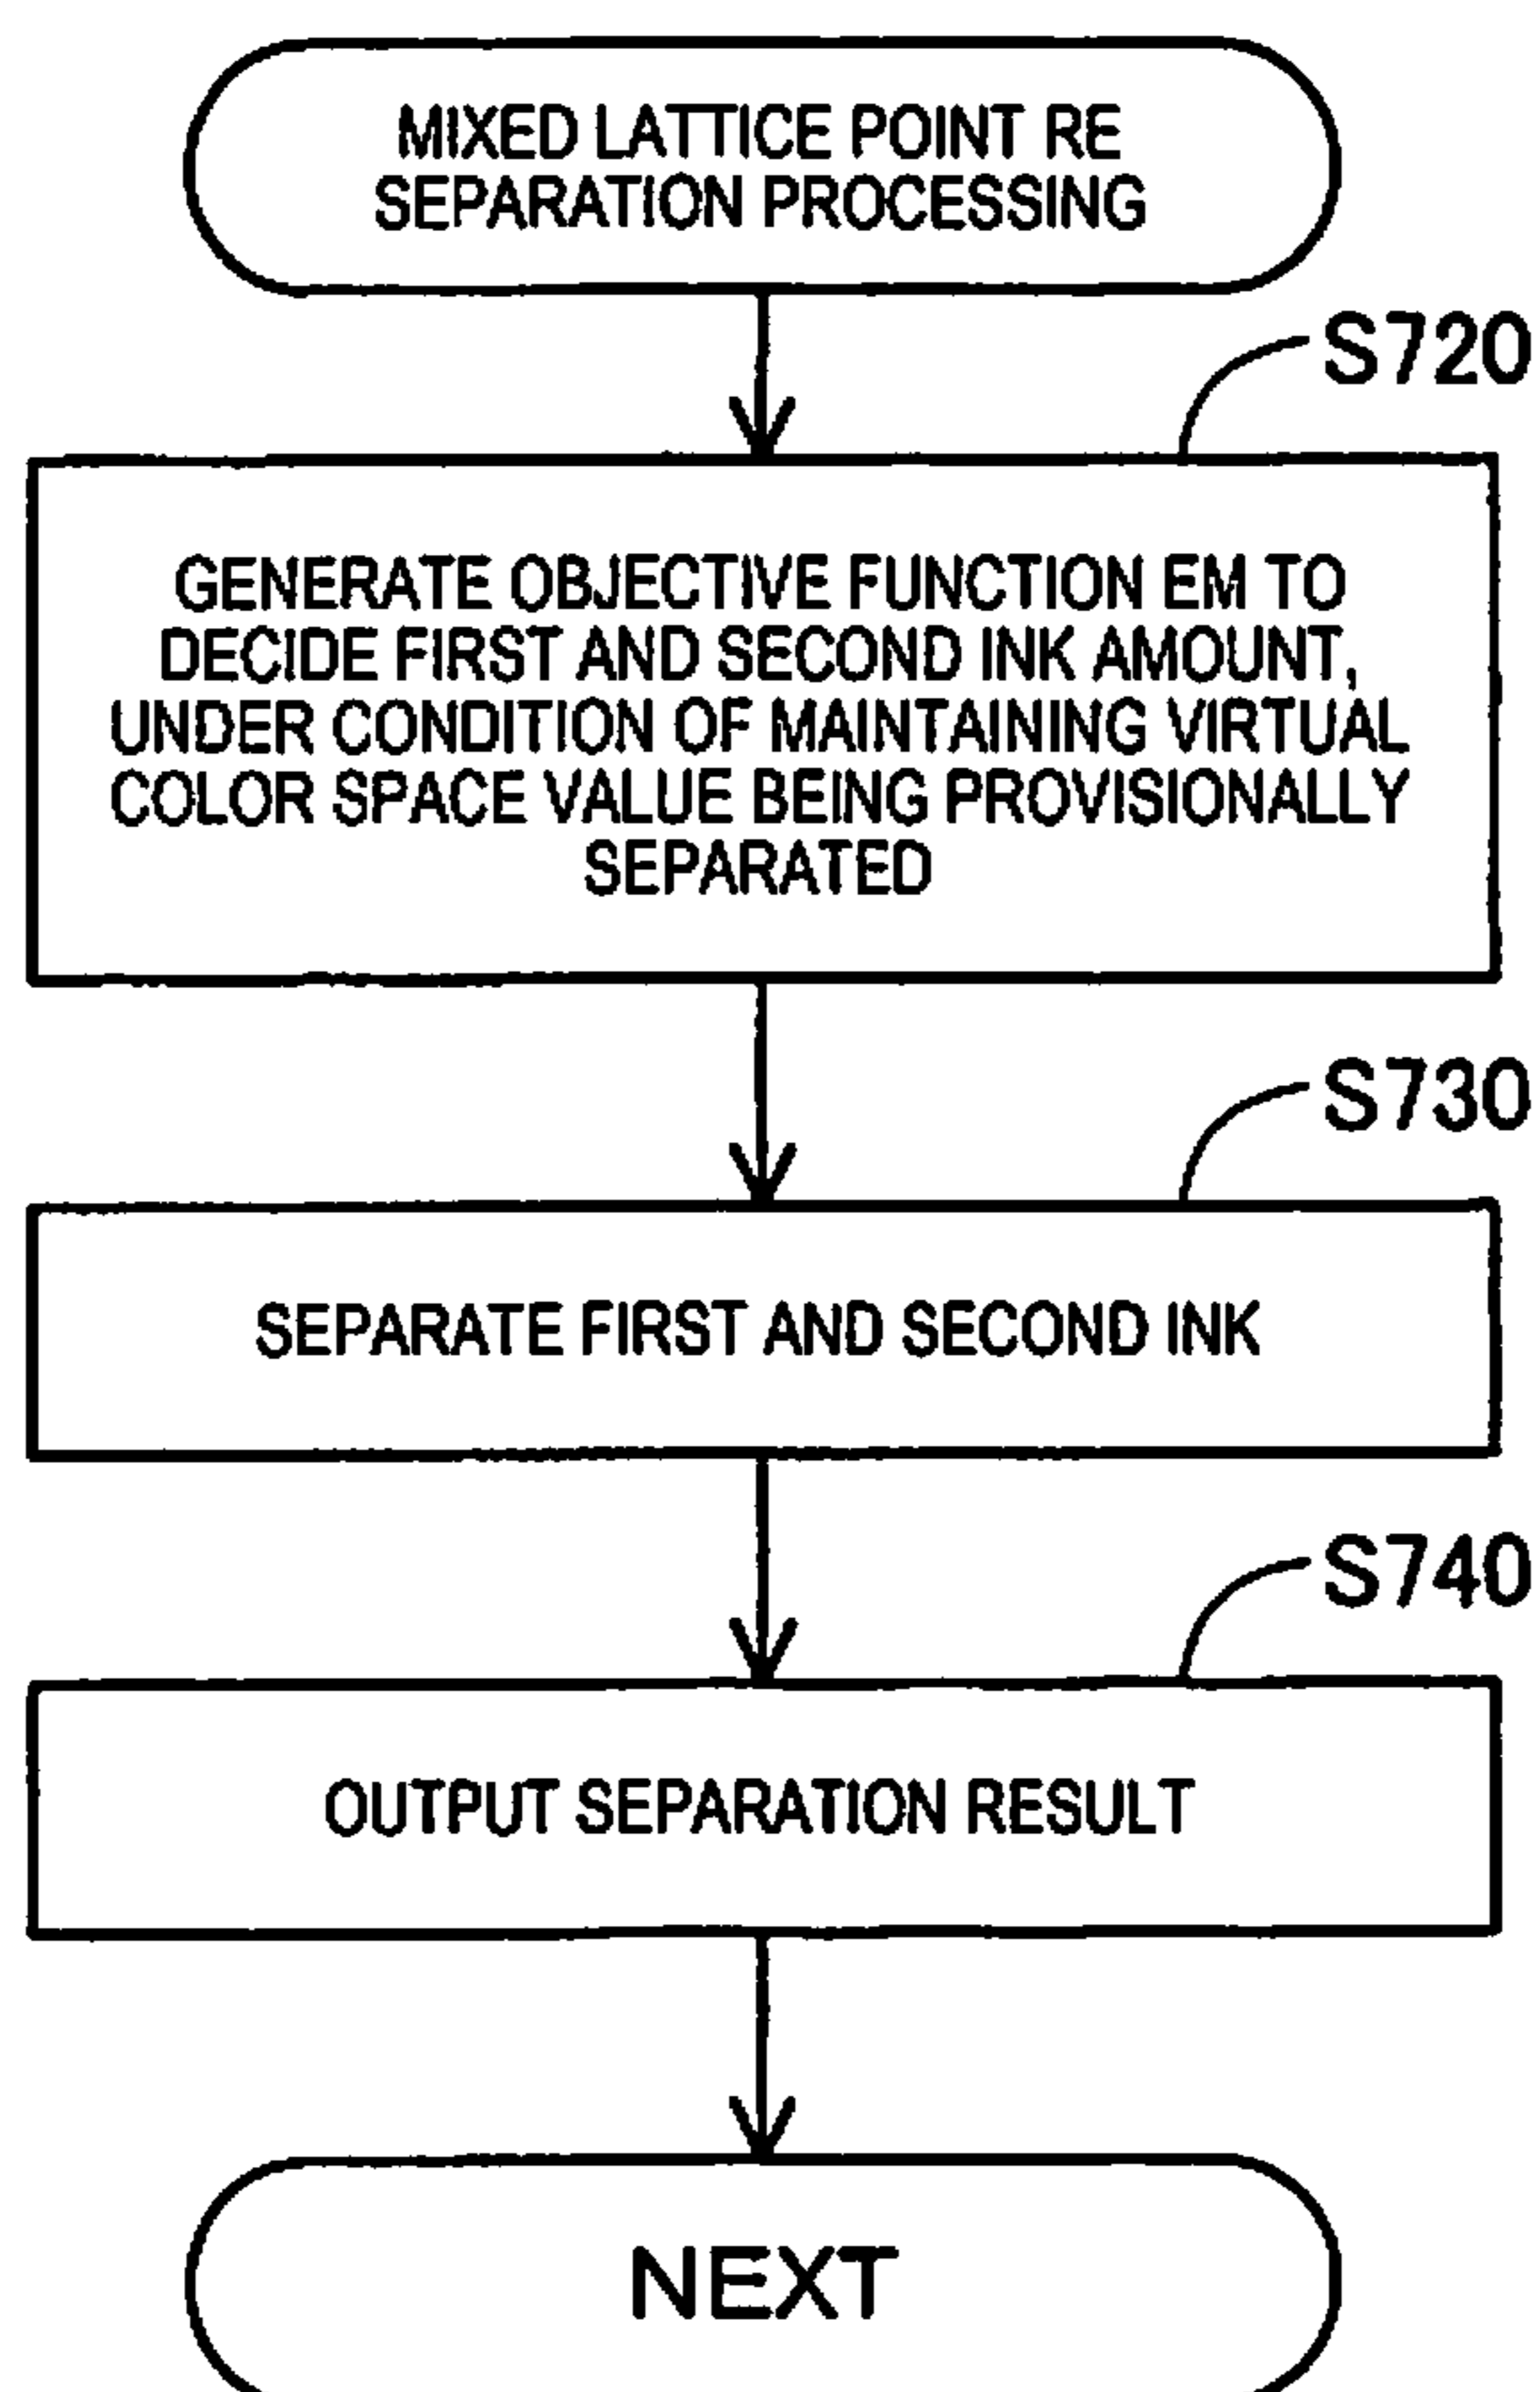 MIXED LATTICE POINT RE
SEPARATION PROCESSING
S720
GENERATE OBJECTIVE FUNCTION EM TO
DECIDE FIRST AND SECOND INK AMOUNT,
UNDER CONDITION OF MAINTAINING VIRTUAL
COLOR SPACE VALUE BEING PROVISIONALLY
SEPARATED
S730
SEPARATE FIRST AND SECOND INK
S740
OUTPUT SEPARATION RESULT
NEXT